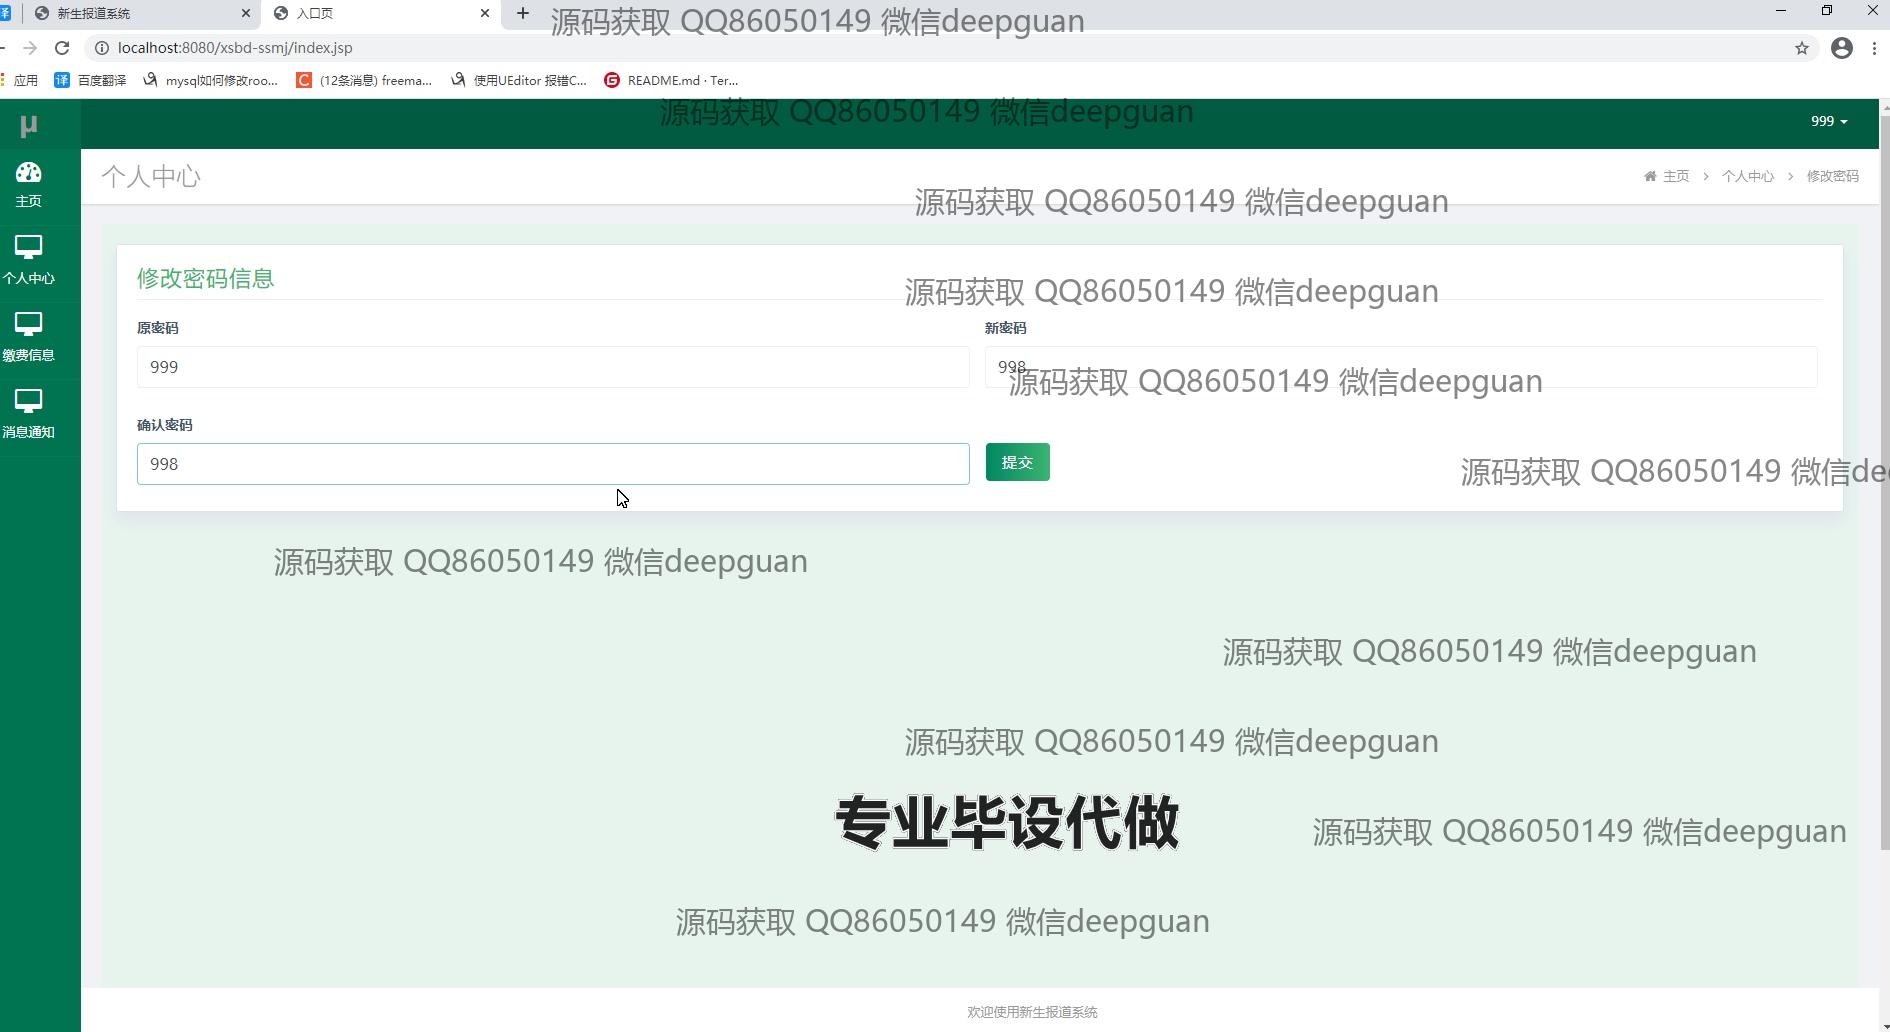 新生报道系统
入口页
源码获取 QQ86050149 微信deepguan
localhost:8080/xsbd-ssmj/index.jsp
应用
百度翻译
mysql如何修改roo...
(12条消息) freema...
使用UEditor 报错C...
README.md · Ter...
源码获取 QQ86050149 微信deepguan
μ
999
主页
个人中心
缴费信息
消息通知
个人中心
主页 > 个人中心 > 修改密码
源码获取 QQ86050149 微信deepguan
修改密码信息
源码获取 QQ86050149 微信deepguan
原密码
新密码
999
998
源码获取 QQ86050149 微信deepguan
确认密码
998
提交
源码获取 QQ86050149 微信de
源码获取 QQ86050149 微信deepguan
源码获取 QQ86050149 微信deepguan
源码获取 QQ86050149 微信deepguan
专业毕设代做
源码获取 QQ86050149 微信deepguan
源码获取 QQ86050149 微信deepguan
欢迎使用新生报道系统